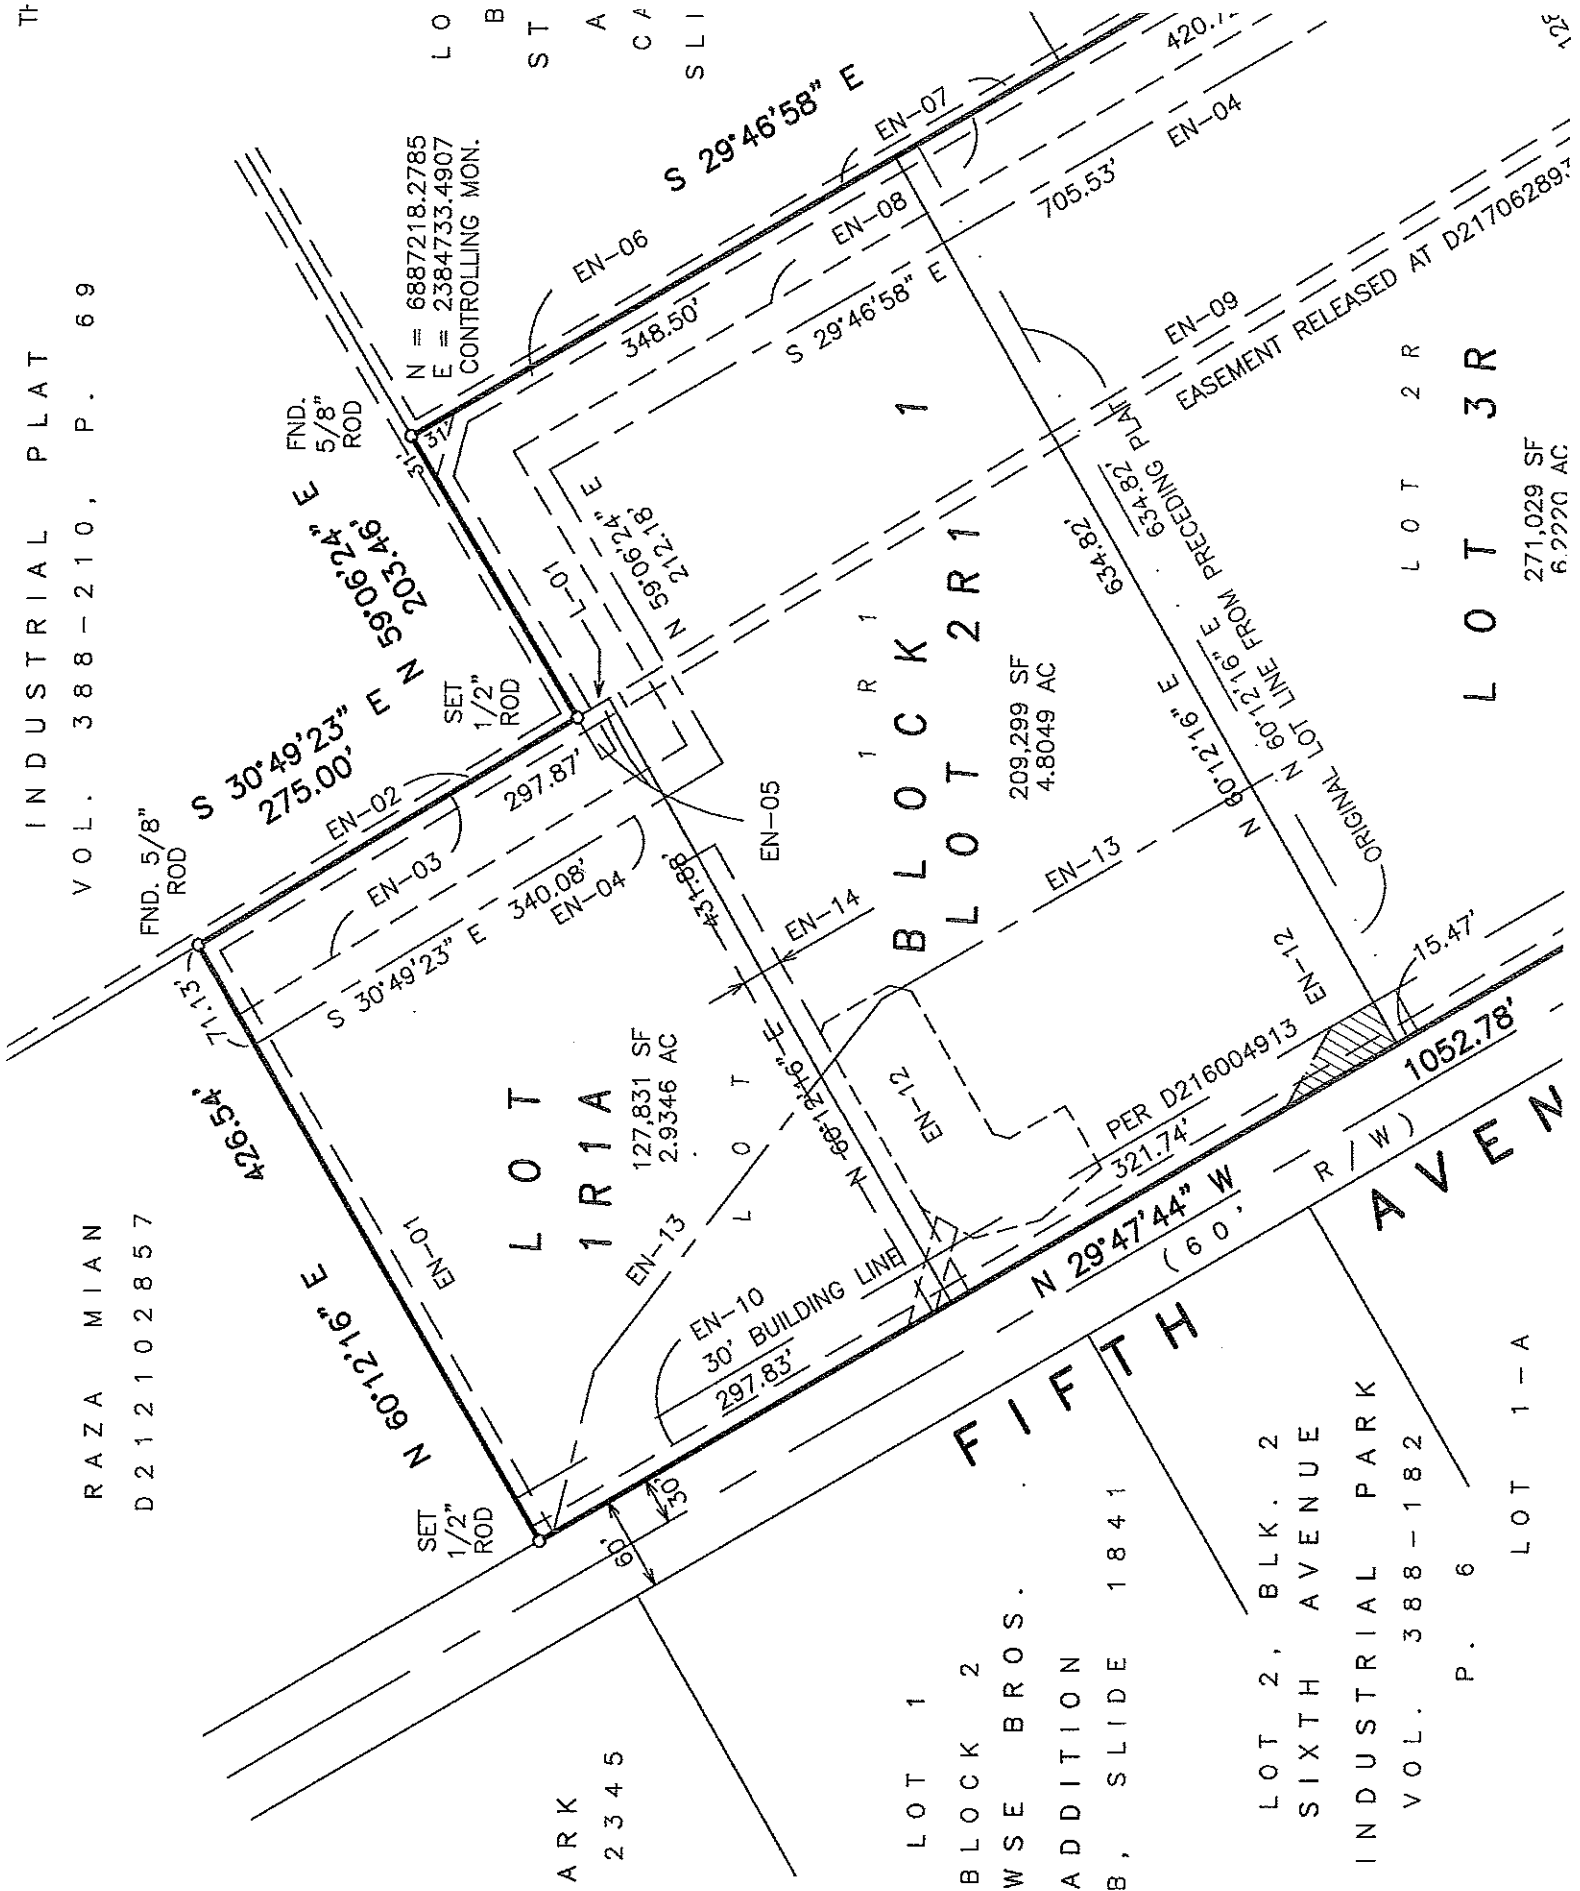 INDUSTRIAL PLAT
VOL. 388-210, P. 69
RAZA MIAN
D212102857
FND. 5/8"
ROD
S 30°49'23" E
275.00'
SET
1/2"
ROD
N 59°06'24" E
203.46'
FND.
5/8"
ROD
N = 6887218.2785
E = 2384733.4907
CONTROLLING MON.
S 29°46'58" E
71.13'
426.54'
N 60°12'16" E
SET
1/2"
ROD
EN-01
EN-02
EN-03
297.87'
S 30°49'23" E 340.08'
EN-04
31'
31'
L-01
N 59°06'24" E
212.18'
EN-05
EN-06
348.50'
EN-07
EN-08
S 29°46'58" E 705.53'
EN-04
EN-09
EASEMENT RELEASED AT D217062893
LOT
1R1A
127,831 SF
2.9346 AC
LOT 1R1
431.88'
N 60°12'16" E
EN-14
EN-13
EN-13
BLOCK 1
LOT 2R1
209,299 SF
4.8049 AC
634.82'
N 60°12'16" E
634.82'
N 60°12'16" E
ORIGINAL LOT LINE FROM PRECEDING PLAT
LOT 2R
LOT 3R
271,029 SF
6.2220 AC
EN-10
30' BUILDING LINE
297.83'
EN-12
EN-12
PER D216004913
321.74'
15.47'
N 29°47'44" W
1052.78'
60'
30'
(60' R/W)
FIFTH AVEN
ARK
2345
LOT 1
BLOCK 2
WSE BROS.
ADDITION
B, SLIDE 1841
LOT 2, BLK. 2
SIXTH AVENUE
INDUSTRIAL PARK
VOL. 388-182
P. 6
LOT 1-A